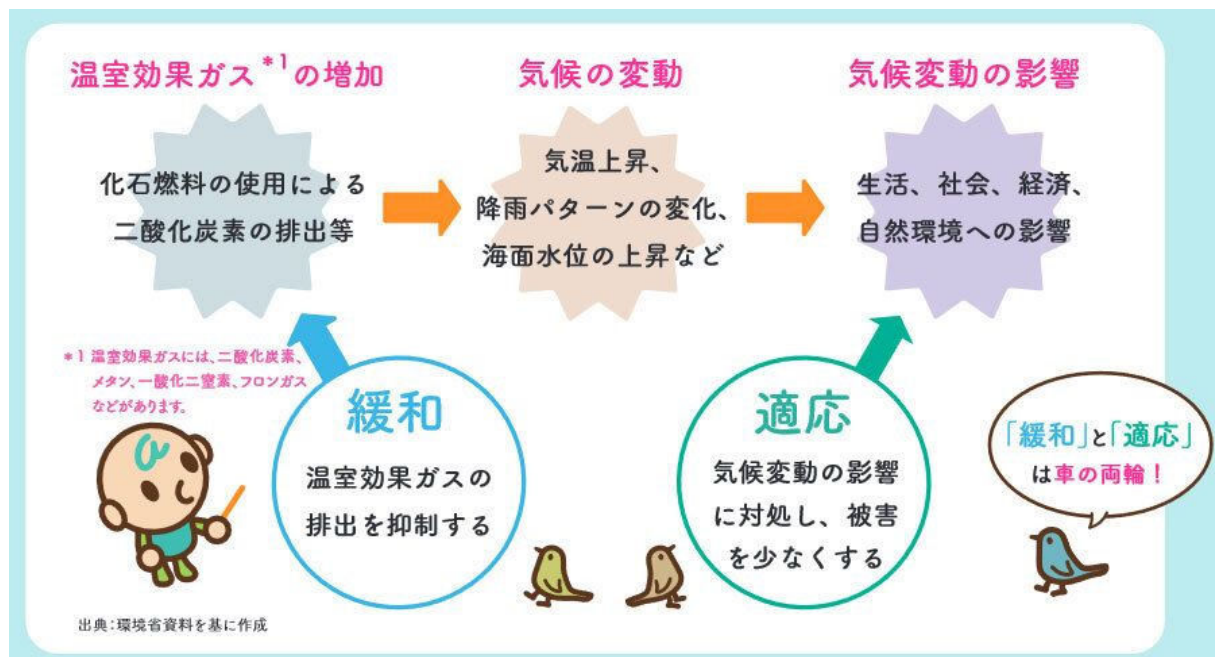 温室効果ガス*1の増加
化石燃料の使用による
二酸化炭素の排出等
気候の変動
気温上昇、
降雨パターンの変化、
海面水位の上昇など
気候変動の影響
生活、社会、経済、
自然環境への影響
*1 温室効果ガスには、二酸化炭素、
メタン、一酸化二窒素、フロンガス
などがあります。
緩和
温室効果ガスの
排出を抑制する
適応
気候変動の影響
に対処し、被害
を少なくする
「緩和」と「適応」
は車の両輪！
出典：環境省資料を基に作成